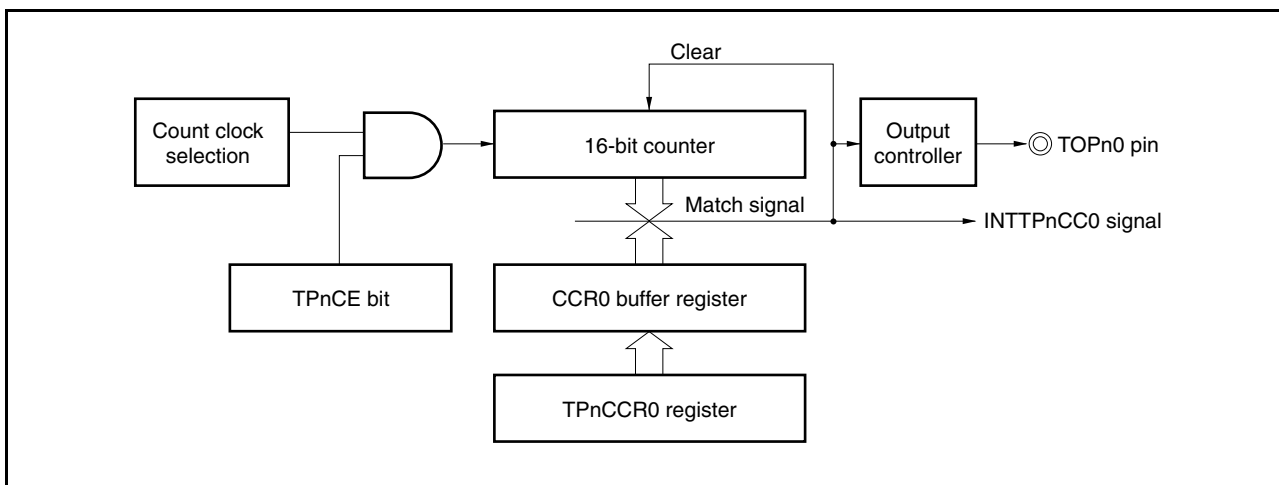 Clear
Count clock
selection
16-bit counter
Output
controller
TOPn0 pin
Match signal
INTTPnCC0 signal
TPnCE bit
CCR0 buffer register
TPnCCR0 register